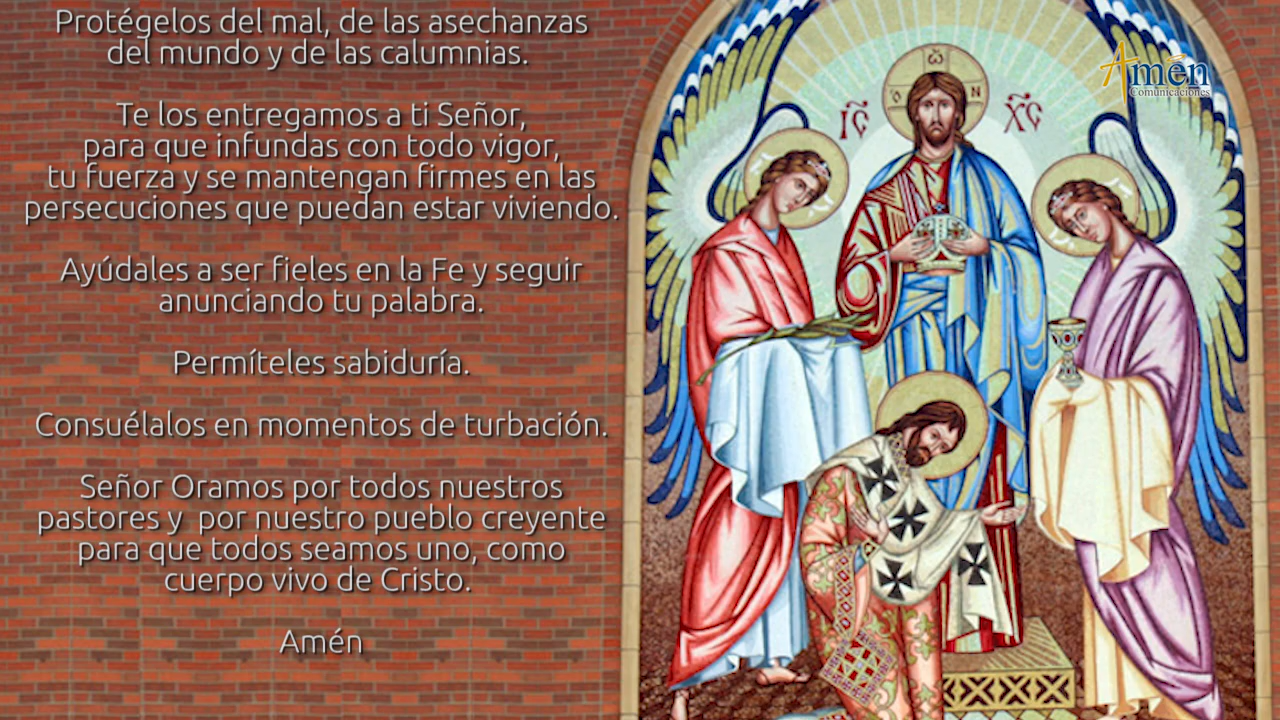 Protégelos del mal, de las asechanzas
del mundo y de las calumnias.
Te los entregamos a ti Señor,
para que infundas con todo vigor,
tu fuerza y se mantengan firmes en las
persecuciones que puedan estar viviendo.
Ayúdales a ser fieles en la Fe y seguir
anunciando tu palabra.
Permíteles sabiduría.
Consuélalos en momentos de turbación.
Señor Oramos por todos nuestros
pastores y  por nuestro pueblo creyente
para que todos seamos uno, como
cuerpo vivo de Cristo.
Amén
Amén
Comunicaciones
ὤ
Ο Ν
ΙϹ ΧϹ